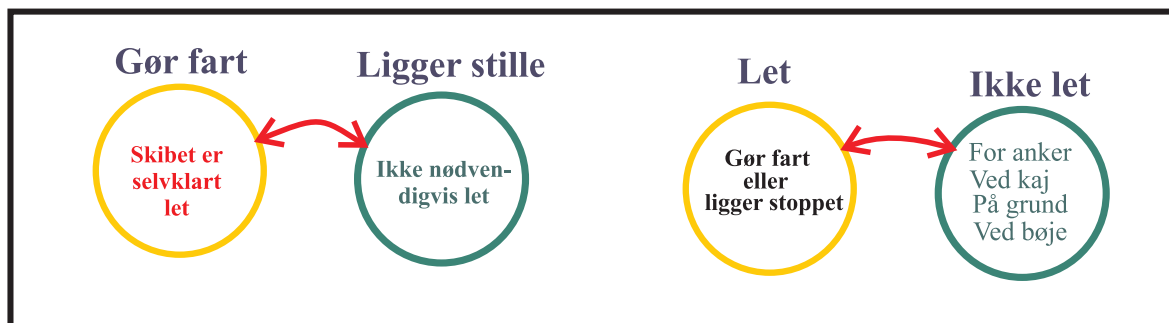 Gør fart
Skibet er
selvklart
let
Ligger stille
Ikke nødven-
digvis let
Let
Gør fart
eller
ligger stoppet
Ikke let
For anker
Ved kaj
På grund
Ved bøje